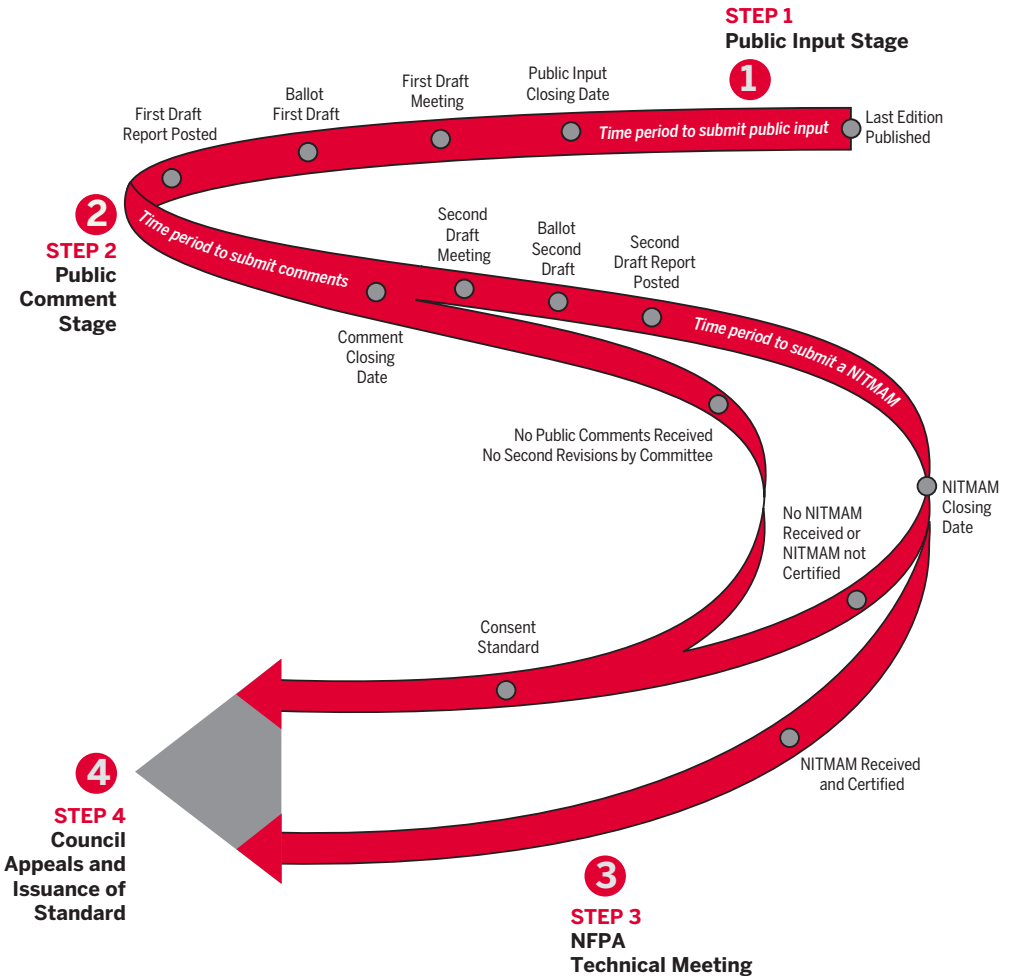 STEP 1
Public Input Stage
1
Last Edition
Published
Time period to submit public input
Public Input
Closing Date
First Draft
Meeting
Ballot
First Draft
First Draft
Report Posted
2
STEP 2
Public
Comment
Stage
Time period to submit comments
Comment
Closing
Date
Second
Draft
Meeting
Ballot
Second
Draft
Second
Draft Report
Posted
Time period to submit a NITMAM
No Public Comments Received
No Second Revisions by Committee
NITMAM
Closing
Date
No NITMAM
Received or
NITMAM not
Certified
Consent
Standard
NITMAM Received
and Certified
3
STEP 3
NFPA
Technical Meeting
4
STEP 4
Council
Appeals and
Issuance of
Standard